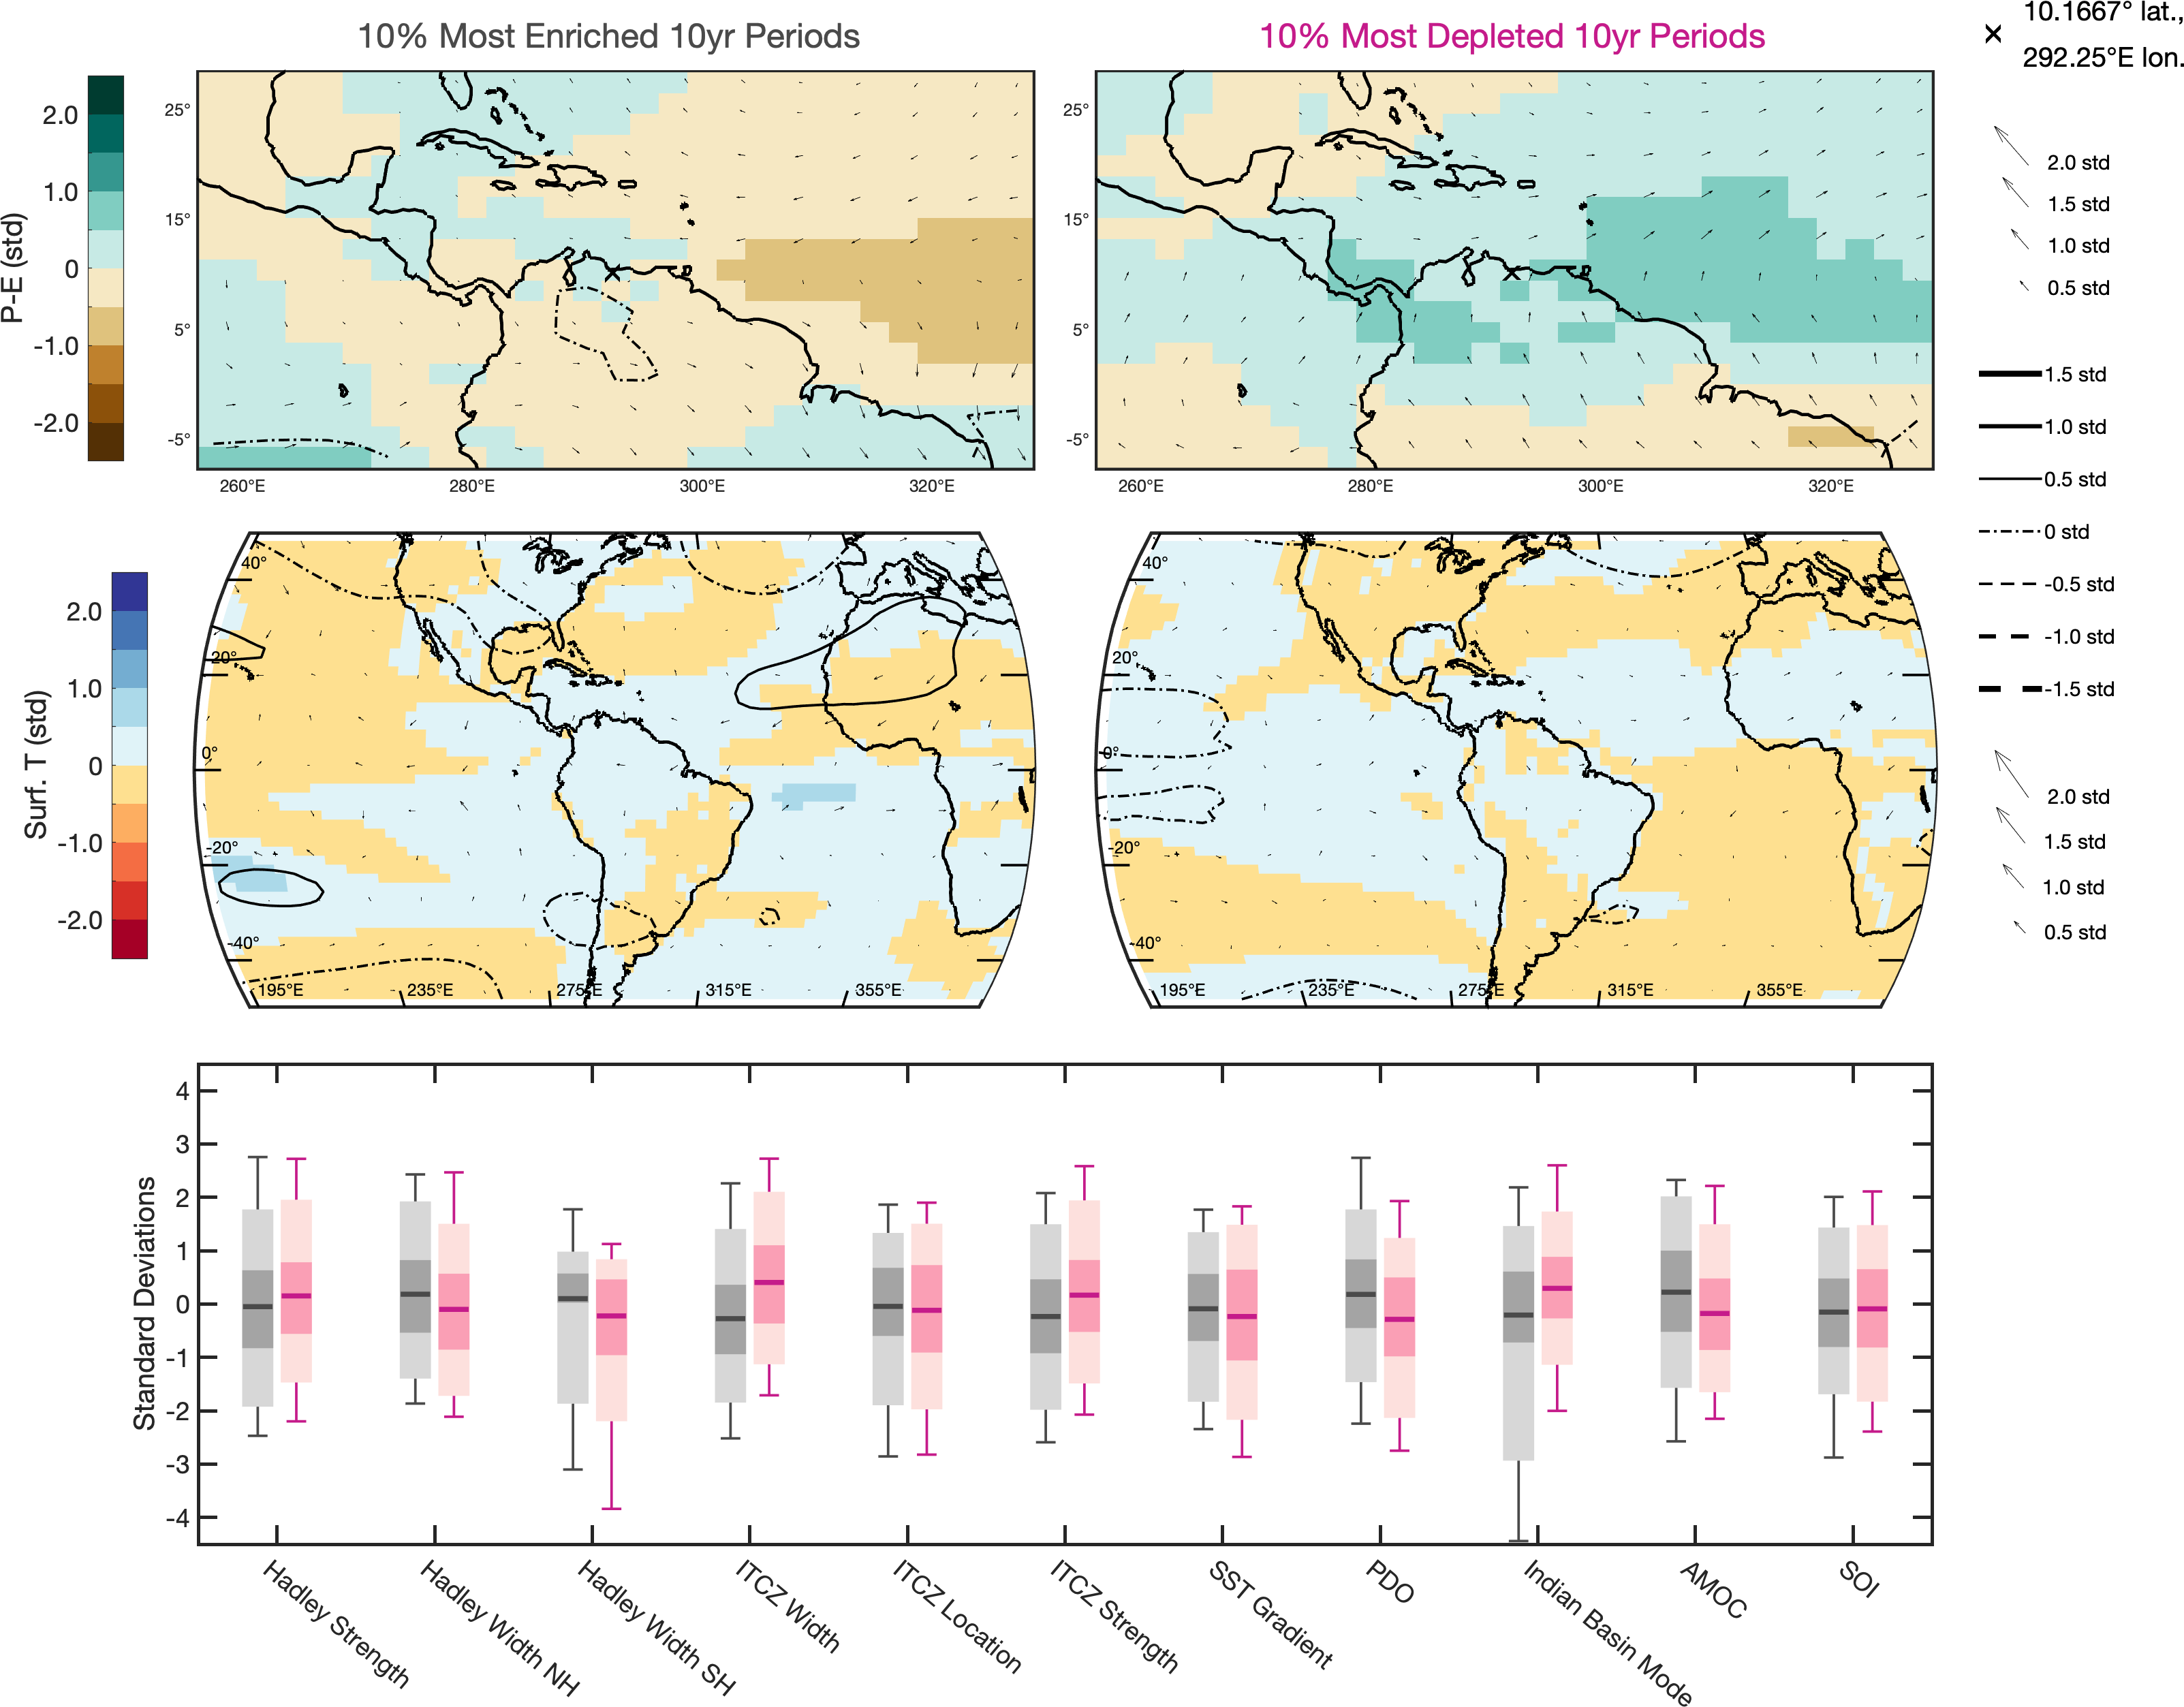 10% Most Enriched 10yr Periods
10% Most Depleted 10yr Periods
10.1667° lat.,
292.25°E lon.
P-E (std)
2.0
1.0
0
-1.0
-2.0
25°
15°
5°
-5°
260°E
280°E
300°E
320°E
25°
15°
5°
-5°
260°E
280°E
300°E
320°E
2.0 std
1.5 std
1.0 std
0.5 std
1.5 std
1.0 std
0.5 std
0 std
-0.5 std
-1.0 std
-1.5 std
Surf. T (std)
2.0
1.0
0
-1.0
-2.0
40°
20°
0°
-20°
-40°
195°E
235°E
275°E
315°E
355°E
40°
20°
0°
-20°
-40°
195°E
235°E
275°E
315°E
355°E
2.0 std
1.5 std
1.0 std
0.5 std
Standard Deviations
4
3
2
1
0
-1
-2
-3
-4
Hadley Strength
Hadley Width NH
Hadley Width SH
ITCZ Width
ITCZ Location
ITCZ Strength
SST Gradient
PDO
Indian Basin Mode
AMOC
SOI